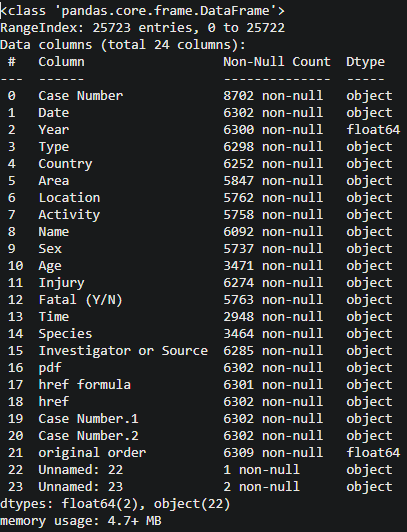 <class 'pandas.core.frame.DataFrame'>
RangeIndex: 25723 entries, 0 to 25722
Data columns (total 24 columns):
 #   Column                  Non-Null Count  Dtype
---  ------                  --------------  -----
 0   Case Number             8702 non-null   object
 1   Date                    6302 non-null   object
 2   Year                    6300 non-null   float64
 3   Type                    6298 non-null   object
 4   Country                 6252 non-null   object
 5   Area                    5847 non-null   object
 6   Location                5762 non-null   object
 7   Activity                5758 non-null   object
 8   Name                    6092 non-null   object
 9   Sex                     5737 non-null   object
 10  Age                     3471 non-null   object
 11  Injury                  6274 non-null   object
 12  Fatal (Y/N)             5763 non-null   object
 13  Time                    2948 non-null   object
 14  Species                 3464 non-null   object
 15  Investigator or Source  6285 non-null   object
 16  pdf                     6302 non-null   object
 17  href formula            6301 non-null   object
 18  href                    6302 non-null   object
 19  Case Number.1           6302 non-null   object
 20  Case Number.2           6302 non-null   object
 21  original order          6309 non-null   float64
 22  Unnamed: 22             1 non-null      object
 23  Unnamed: 23             2 non-null      object
dtypes: float64(2), object(22)
memory usage: 4.7+ MB